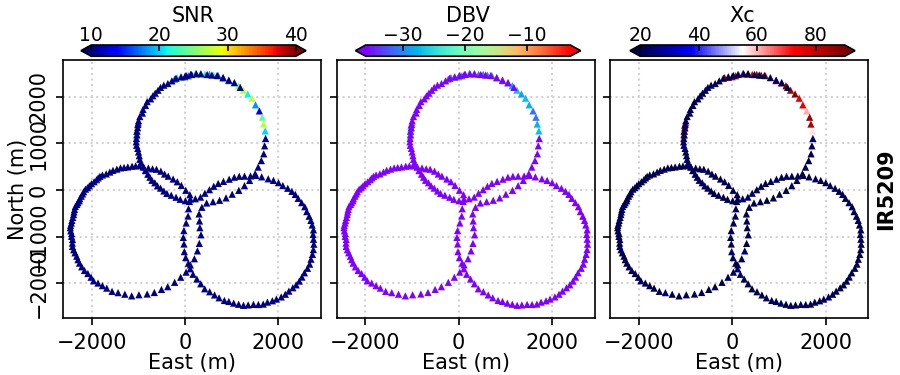 SNR DBV Xc
10 20 30 40 −30 −20 −10 20 40 60 80
North (m)
2000
1000
0
−1000
−2000
IR5209
−2000 0 2000 −2000 0 2000 −2000 0 2000
East (m) East (m) East (m)